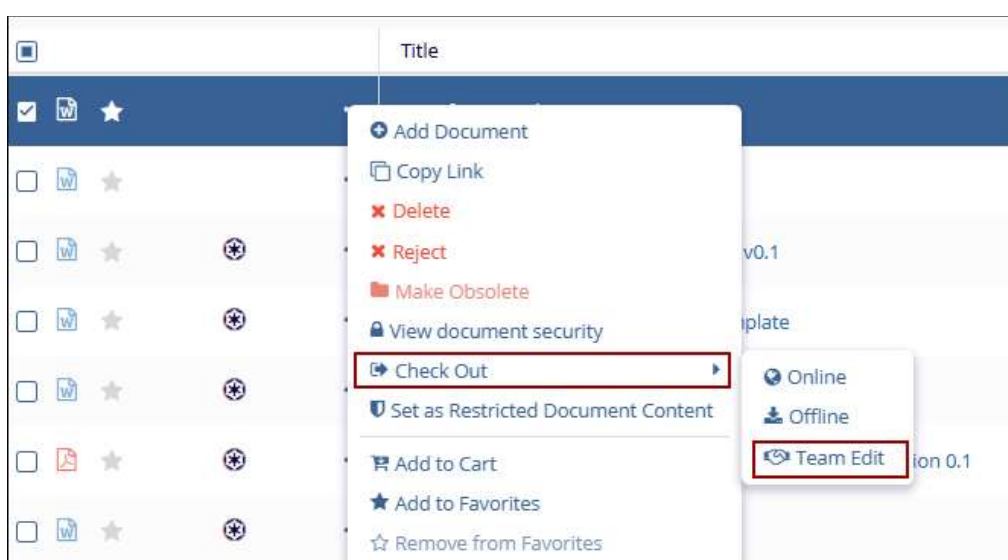 Title
Add Document
Copy Link
Delete
Reject
v0.1
Make Obsolete
View document security
Check Out
Online
Set as Restricted Document Content
Offline
Team Edit
ion 0.1
Add to Cart
Add to Favorites
Remove from Favorites